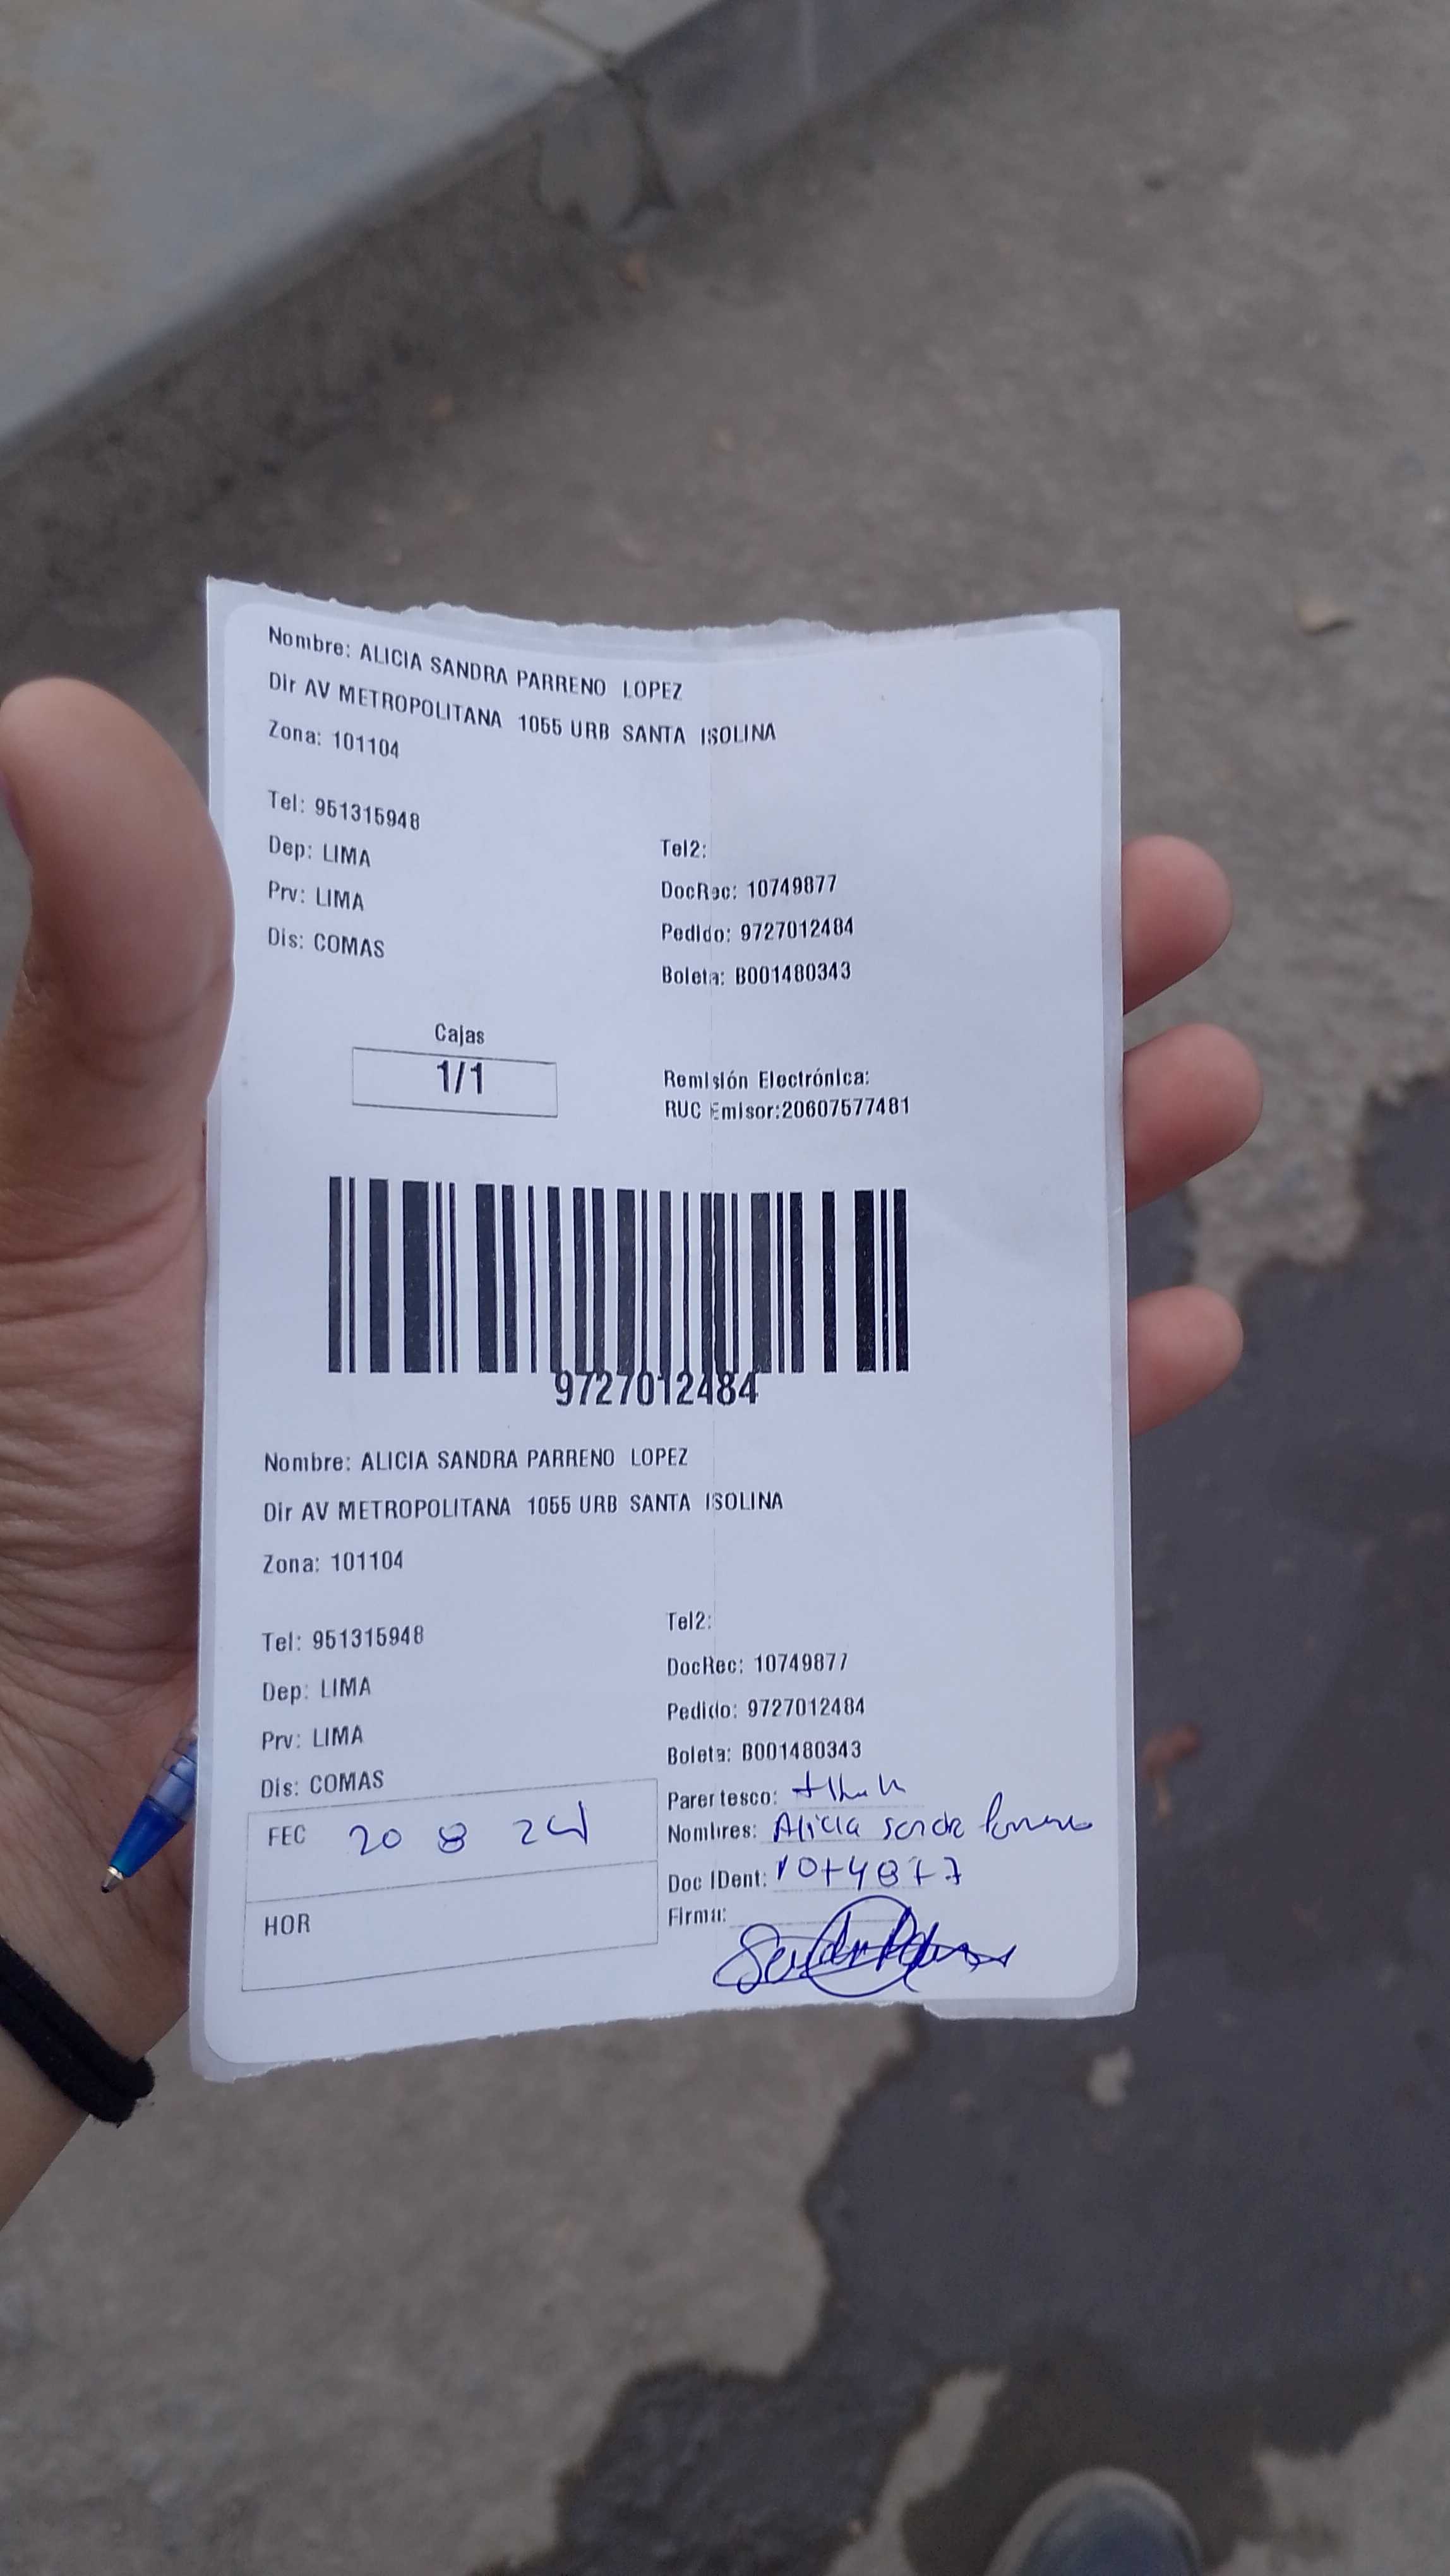 Nombre: ALICIA SANDRA PARRENO LOPEZ
Dir AV METROPOLITANA 1055 URB SANTA ISOLINA
Zona: 101104
Tel: 951315948
Tel2:
Dep: LIMA
DocRec: 10749877
Prv: LIMA
Pedido: 9727012484
Dis: COMAS
Boleta: B001480343
Cajas
1/1
Remisión Electrónica:
RUC Emisor:20607577481
9727012484
Nombre: ALICIA SANDRA PARRENO LOPEZ
Dir AV METROPOLITANA 1055 URB SANTA ISOLINA
Zona: 101104
Tel: 951315948
Tel2:
Dep: LIMA
DocRec: 10749877
Prv: LIMA
Pedido: 9727012484
Dis: COMAS
Boleta: B001480343
Parentesco:
FEC 20 8 24
Nombres: Alicia
Doc IDent:
HOR
Firma: